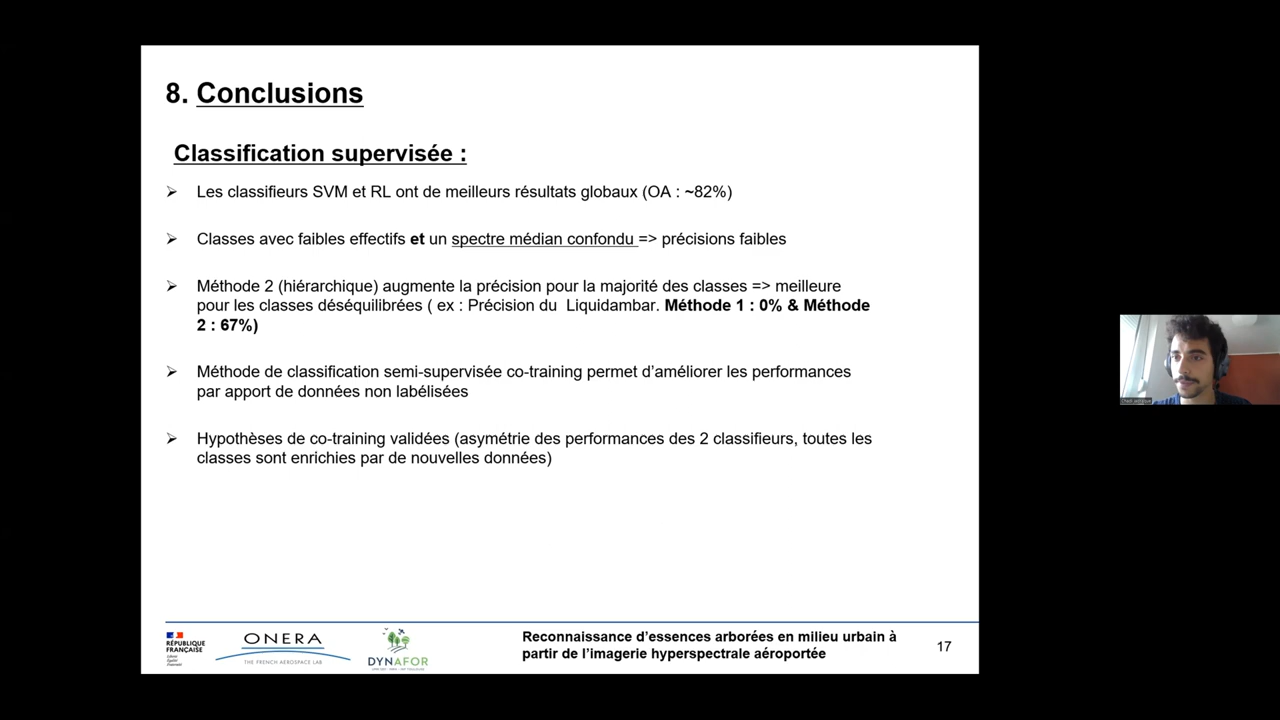 8. Conclusions
Classification supervisée :
➢ Les classifieurs SVM et RL ont de meilleurs résultats globaux (OA : ~82%)
➢ Classes avec faibles effectifs et un spectre médian confondu => précisions faibles
➢ Méthode 2 (hiérarchique) augmente la précision pour la majorité des classes => meilleure
pour les classes déséquilibrées ( ex : Précision du Liquidambar. Méthode 1 : 0% & Méthode
2 : 67%)
➢ Méthode de classification semi-supervisée co-training permet d’améliorer les performances
par apport de données non labélisées
➢ Hypothèses de co-training validées (asymétrie des performances des 2 classifieurs, toutes les
classes sont enrichies par de nouvelles données)
RÉPUBLIQUE
FRANÇAISE
Liberté
Égalité
Fraternité
ONERA
THE FRENCH AEROSPACE LAB
DYNAFOR
Reconnaissance d’essences arborées en milieu urbain à
partir de l’imagerie hyperspectrale aéroportée
17